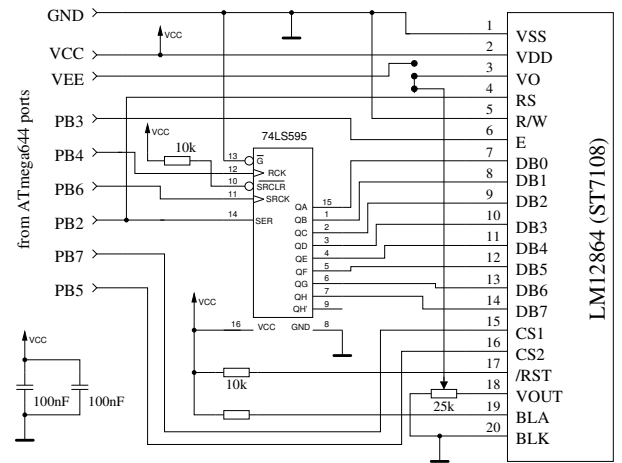 from ATmega644 ports
GND
VCC
VEE
PB3
PB4
PB6
PB2
PB7
PB5
VCC
VCC
10k
74LS595
13 G
12 RCK
10 SRCLR
11 SRCK
14 SER
QA 15
QB 1
QC 2
QD 3
QE 4
QF 5
QG 6
QH 7
QH' 9
16 VCC GND 8
VCC
10k
VCC
100nF 100nF
25k
1 VSS
2 VDD
3 VO
4 RS
5 R/W
6 E
7 DB0
8 DB1
9 DB2
10 DB3
11 DB4
12 DB5
13 DB6
14 DB7
15 CS1
16 CS2
17 /RST
18 VOUT
19 BLA
20 BLK
LM12864 (ST7108)